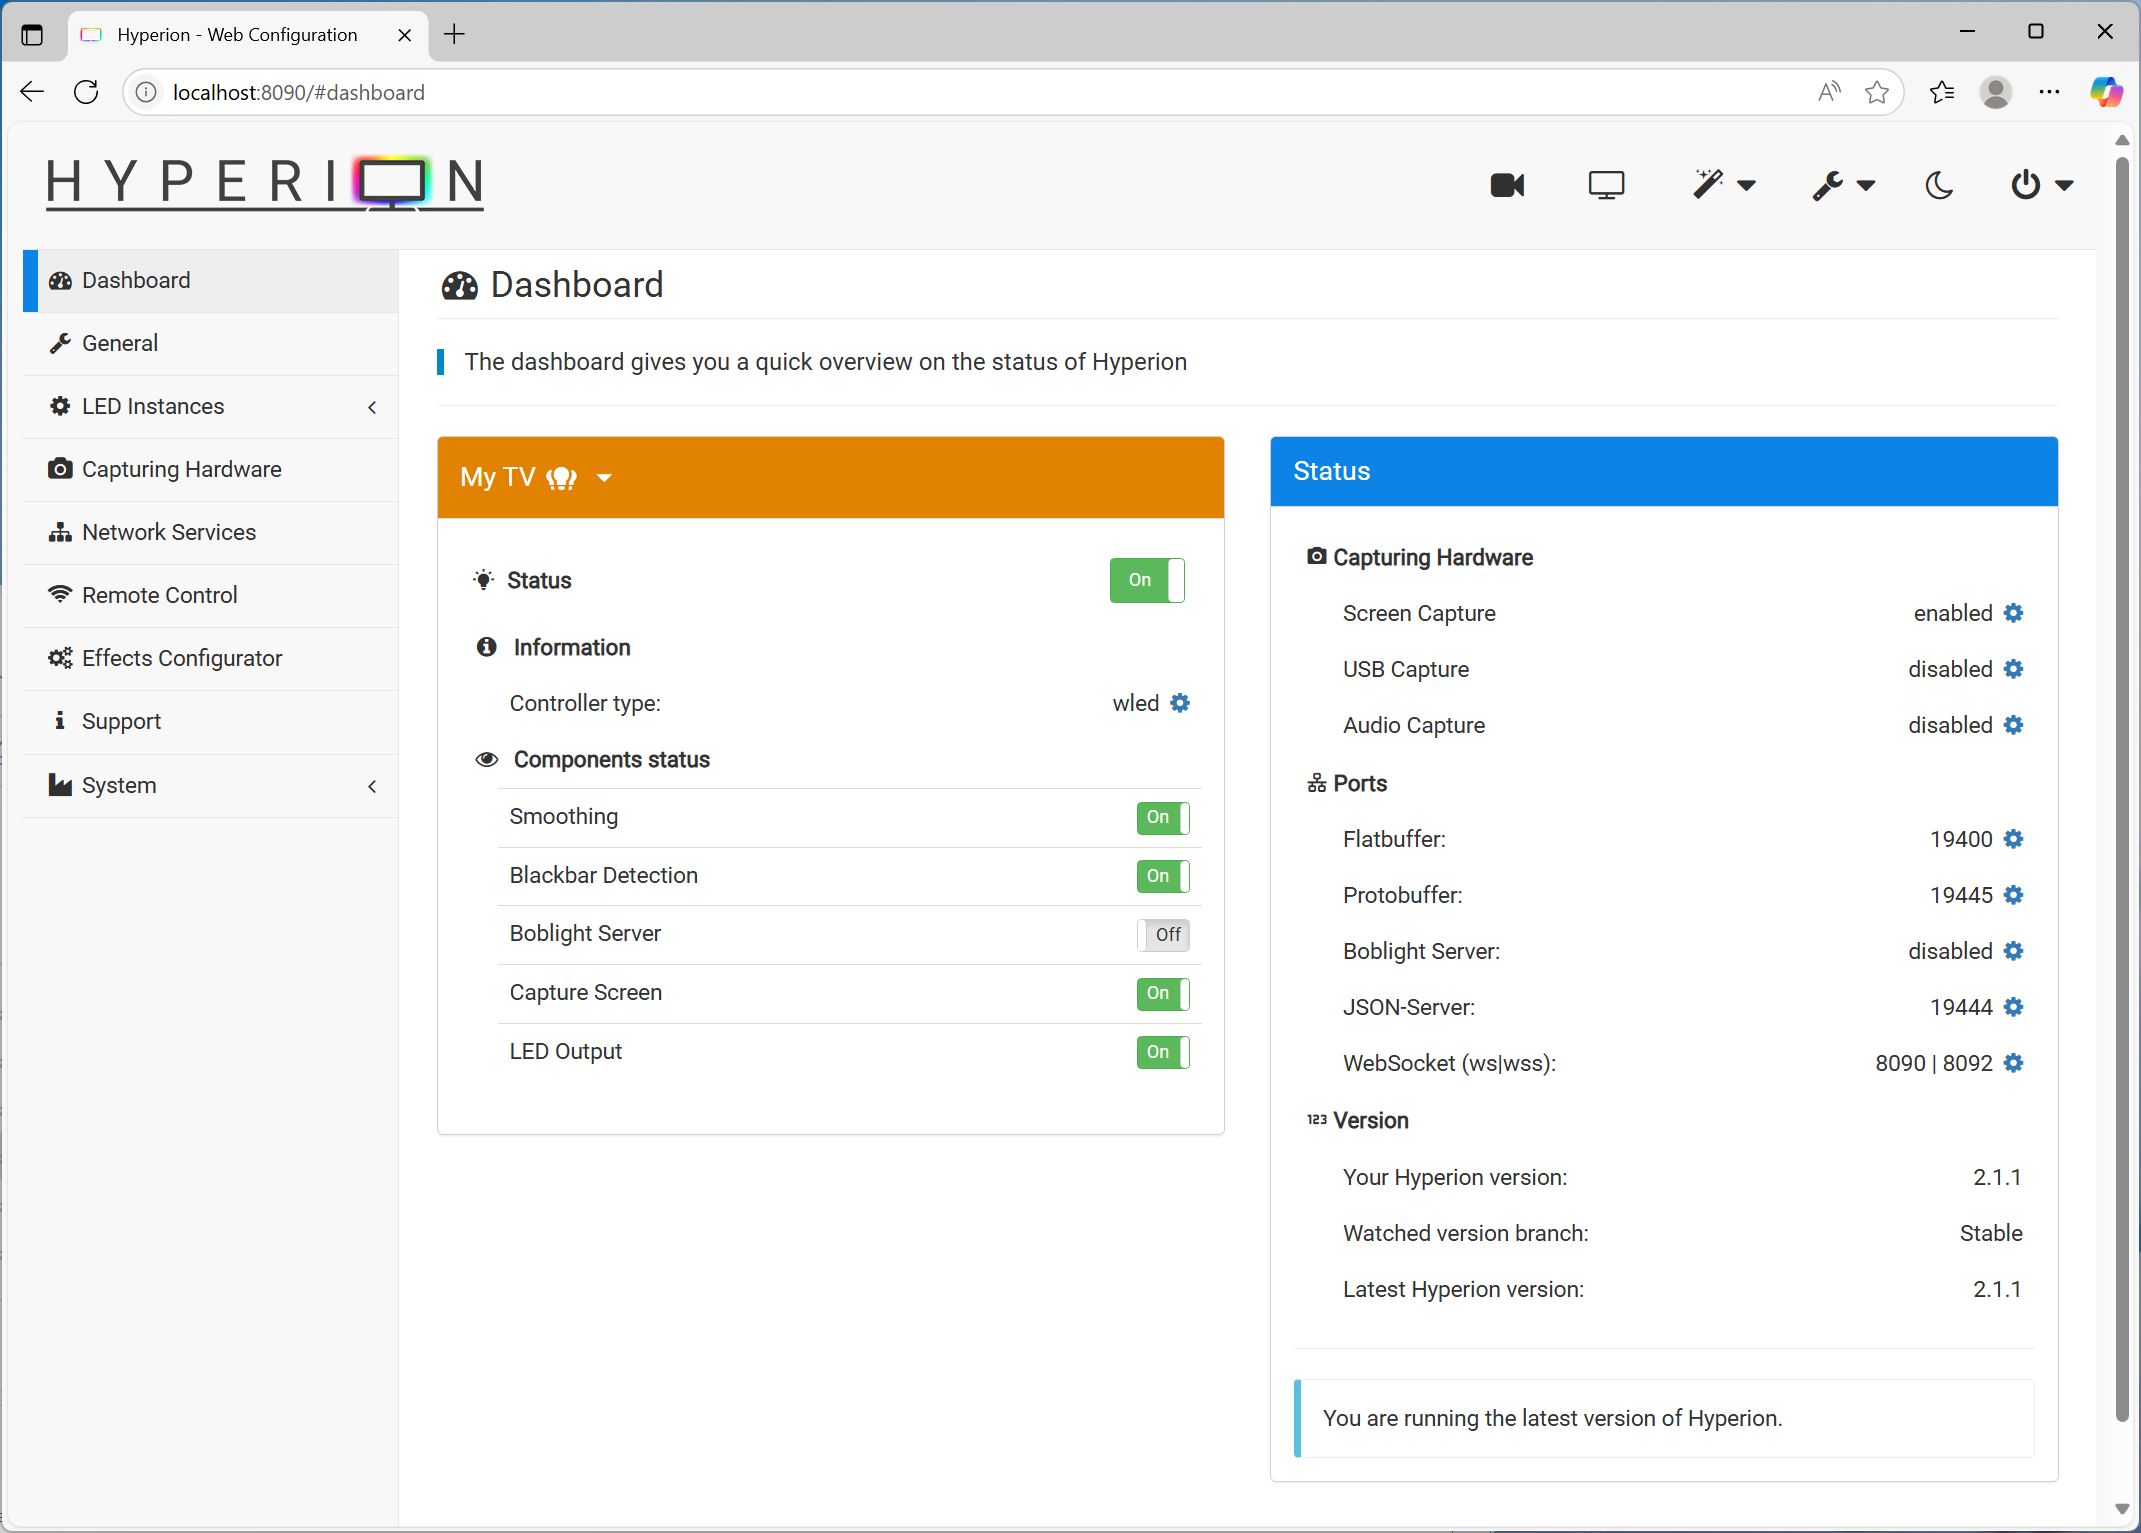 Hyperion - Web Configuration
localhost:8090/#dashboard
HYPERION
Dashboard
General
LED Instances
Capturing Hardware
Network Services
Remote Control
Effects Configurator
Support
System
Dashboard
The dashboard gives you a quick overview on the status of Hyperion
My TV
Status On
Information
Controller type: wled
Components status
Smoothing On
Blackbar Detection On
Boblight Server Off
Capture Screen On
LED Output On
Status
Capturing Hardware
Screen Capture enabled
USB Capture disabled
Audio Capture disabled
Ports
Flatbuffer: 19400
Protobuffer: 19445
Boblight Server: disabled
JSON-Server: 19444
WebSocket (ws|wss): 8090 | 8092
123 Version
Your Hyperion version: 2.1.1
Watched version branch: Stable
Latest Hyperion version: 2.1.1
You are running the latest version of Hyperion.